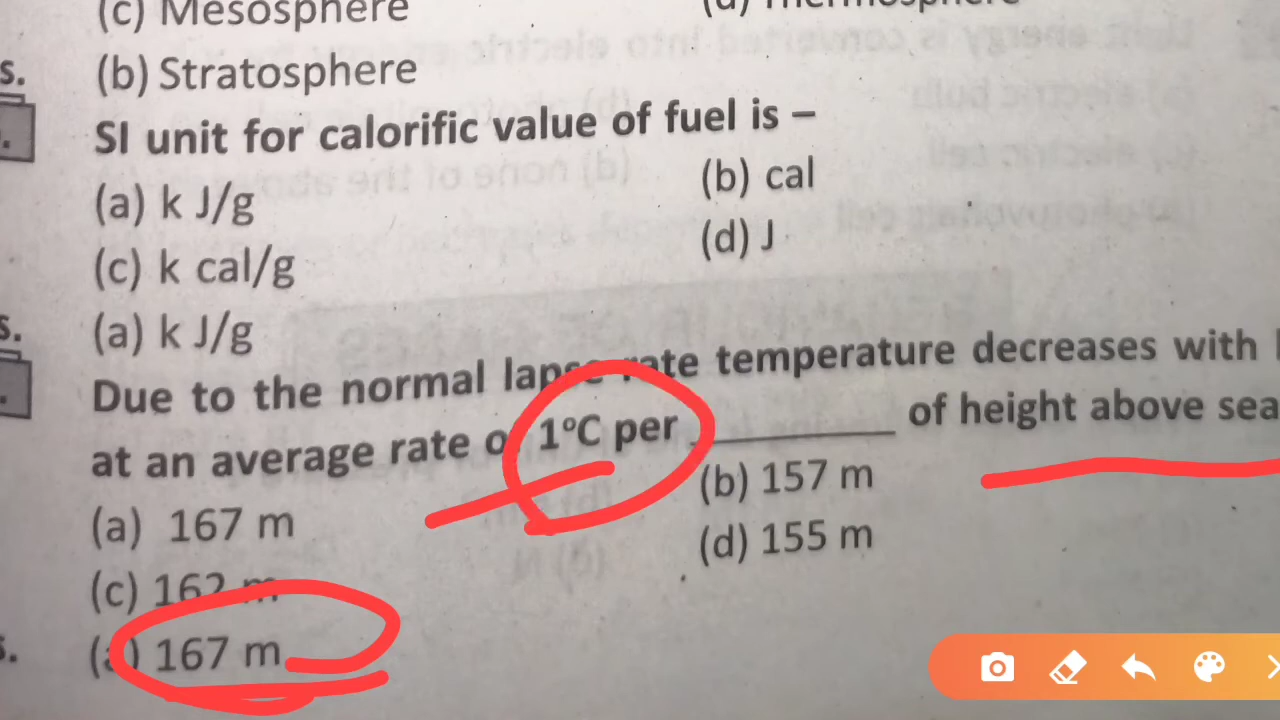 (c) Mesosphere
s. (b) Stratosphere
SI unit for calorific value of fuel is –
(a) k J/g (b) cal
(c) k cal/g (d) J
s. (a) k J/g
Due to the normal lapse rate temperature decreases with
at an average rate of 1°C per ________ of height above sea
(a) 167 m (b) 157 m
(c) 162 m (d) 155 m
s. (a) 167 m